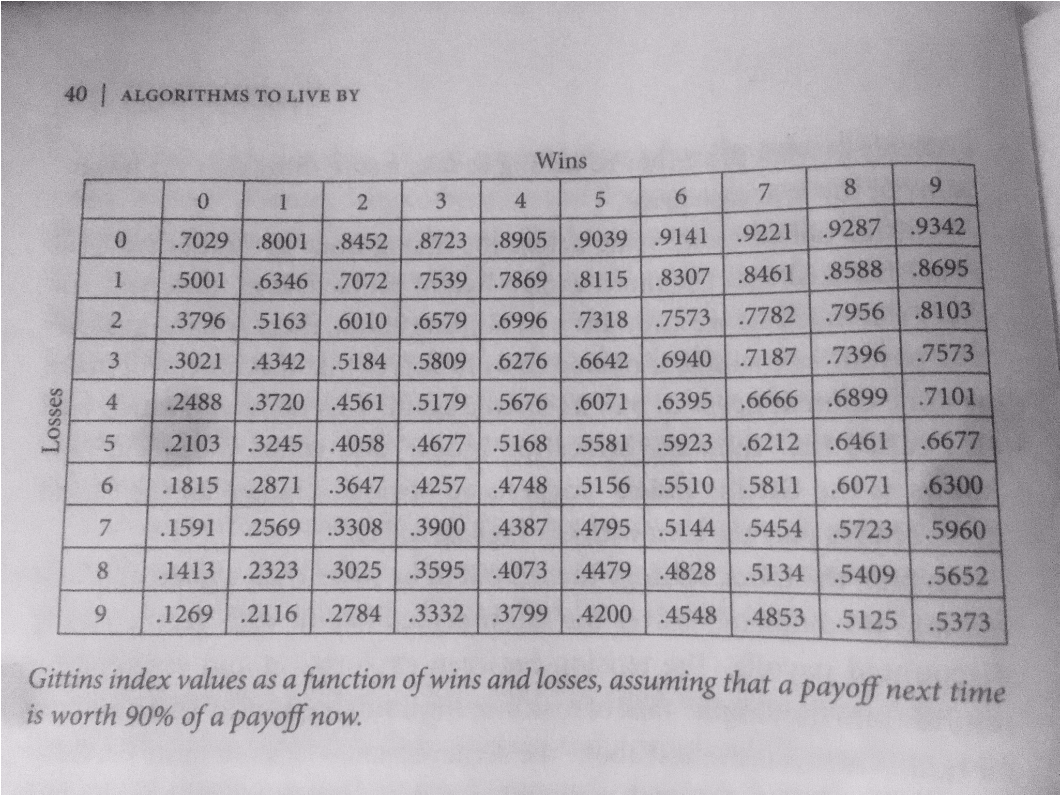 40 | ALGORITHMS TO LIVE BY
Wins
0 1 2 3 4 5 6 7 8 9
0 .7029 .8001 .8452 .8723 .8905 .9039 .9141 .9221 .9287 .9342
1 .5001 .6346 .7072 .7539 .7869 .8115 .8307 .8461 .8588 .8695
2 .3796 .5163 .6010 .6579 .6996 .7318 .7573 .7782 .7956 .8103
3 .3021 .4342 .5184 .5809 .6276 .6642 .6940 .7187 .7396 .7573
Losses
4 .2488 .3720 .4561 .5179 .5676 .6071 .6395 .6666 .6899 .7101
5 .2103 .3245 .4058 .4677 .5168 .5581 .5923 .6212 .6461 .6677
6 .1815 .2871 .3647 .4257 .4748 .5156 .5510 .5811 .6071 .6300
7 .1591 .2569 .3308 .3900 .4387 .4795 .5144 .5454 .5723 .5960
8 .1413 .2323 .3025 .3595 .4073 .4479 .4828 .5134 .5409 .5652
9 .1269 .2116 .2784 .3332 .3799 .4200 .4548 .4853 .5125 .5373
Gittins index values as a function of wins and losses, assuming that a payoff next time
is worth 90% of a payoff now.